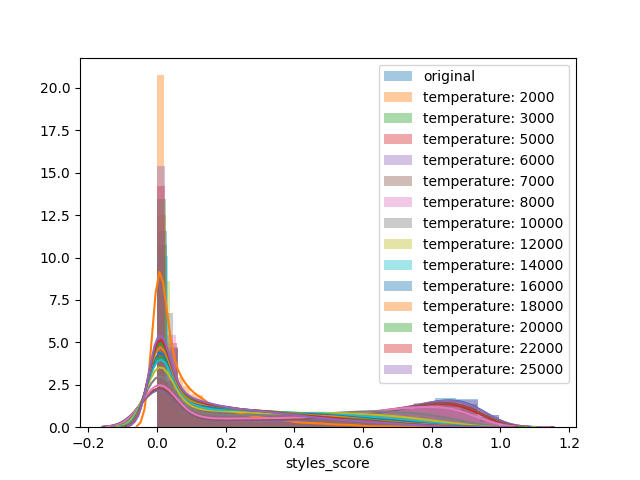 20.0
17.5
15.0
12.5
10.0
7.5
5.0
2.5
0.0
−0.2 0.0 0.2 0.4 0.6 0.8 1.0 1.2
styles_score
original
temperature: 2000
temperature: 3000
temperature: 5000
temperature: 6000
temperature: 7000
temperature: 8000
temperature: 10000
temperature: 12000
temperature: 14000
temperature: 16000
temperature: 18000
temperature: 20000
temperature: 22000
temperature: 25000